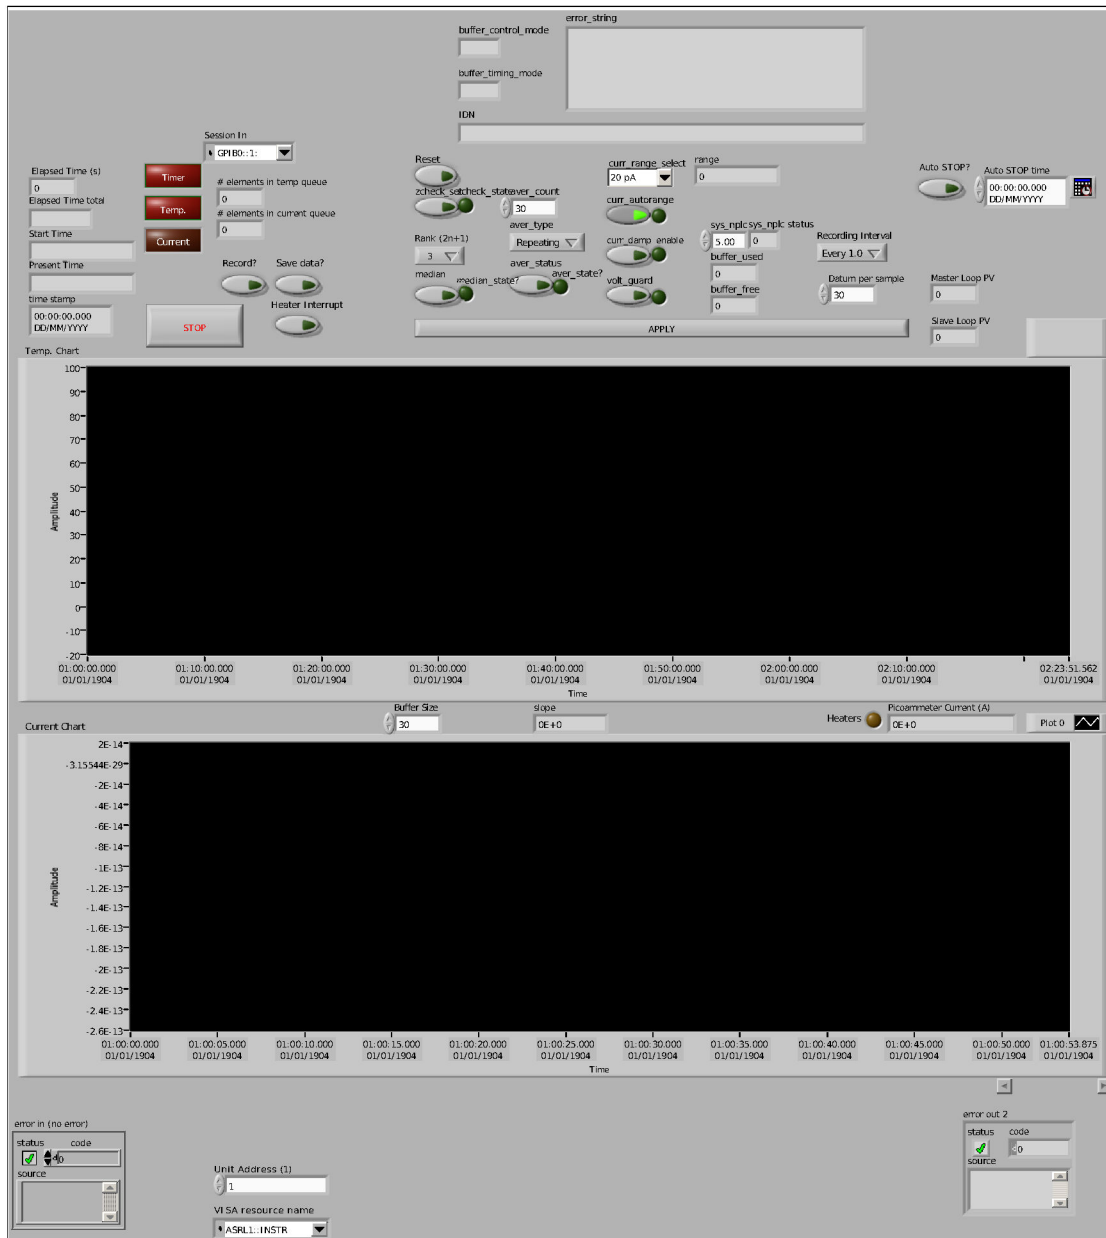 error_string
buffer_control_mode
buffer_timing_mode
IDN
Session In
GPIB0::1:
Elapsed Time (s)
0
Elapsed Time total
Start Time
Present Time
time stamp
00:00:00.000
DD/MM/YYYY
Timer
Temp.
Current
# elements in temp queue
0
# elements in current queue
0
Record?
Save data?
Heater Interrupt
STOP
Reset
aver_count
30
aver_type
Repeating
Rank (2n+1)
3
median
median_state?
aver_status
aver_state?
curr_range_select
20 pA
range
0
curr_autorange
curr_damp_enable
volt_guard
sys_nplc
5.00
sys_nplc status
0
buffer_used
0
buffer_free
0
Recording Interval
Every 1.0
Datum per sample
30
Auto STOP?
Auto STOP time
00:00:00.000
DD/MM/YYYY
Master Loop PV
0
Slave Loop PV
0
APPLY
Temp. Chart
100
90
80
70
60
50
40
30
20
10
0
-10
-20
Amplitude
01:00:00.000 01:10:00.000 01:20:00.000 01:30:00.000 01:40:00.000 01:50:00.000 02:00:00.000 02:10:00.000 02:23:51.562
01/01/1904 01/01/1904 01/01/1904 01/01/1904 01/01/1904 01/01/1904 01/01/1904 01/01/1904 01/01/1904
Time
Current Chart
Buffer Size
30
slope
0E+0
Heaters
Picoammeter Current (A)
0E+0
Plot 0
2E-14
-3.15544E-29
-2E-14
-4E-14
-6E-14
-8E-14
-1E-13
-1.2E-13
-1.4E-13
-1.6E-13
-1.8E-13
-2E-13
-2.2E-13
-2.4E-13
-2.6E-13
Amplitude
01:00:00.000 01:00:05.000 01:00:10.000 01:00:15.000 01:00:20.000 01:00:25.000 01:00:30.000 01:00:35.000 01:00:40.000 01:00:45.000 01:00:50.000 01:00:53.875
01/01/1904 01/01/1904 01/01/1904 01/01/1904 01/01/1904 01/01/1904 01/01/1904 01/01/1904 01/01/1904 01/01/1904 01/01/1904 01/01/1904
Time
error in (no error)
status
code
0
source
Unit Address (1)
1
VISA resource name
ASRL1::INSTR
error out 2
status
code
0
source